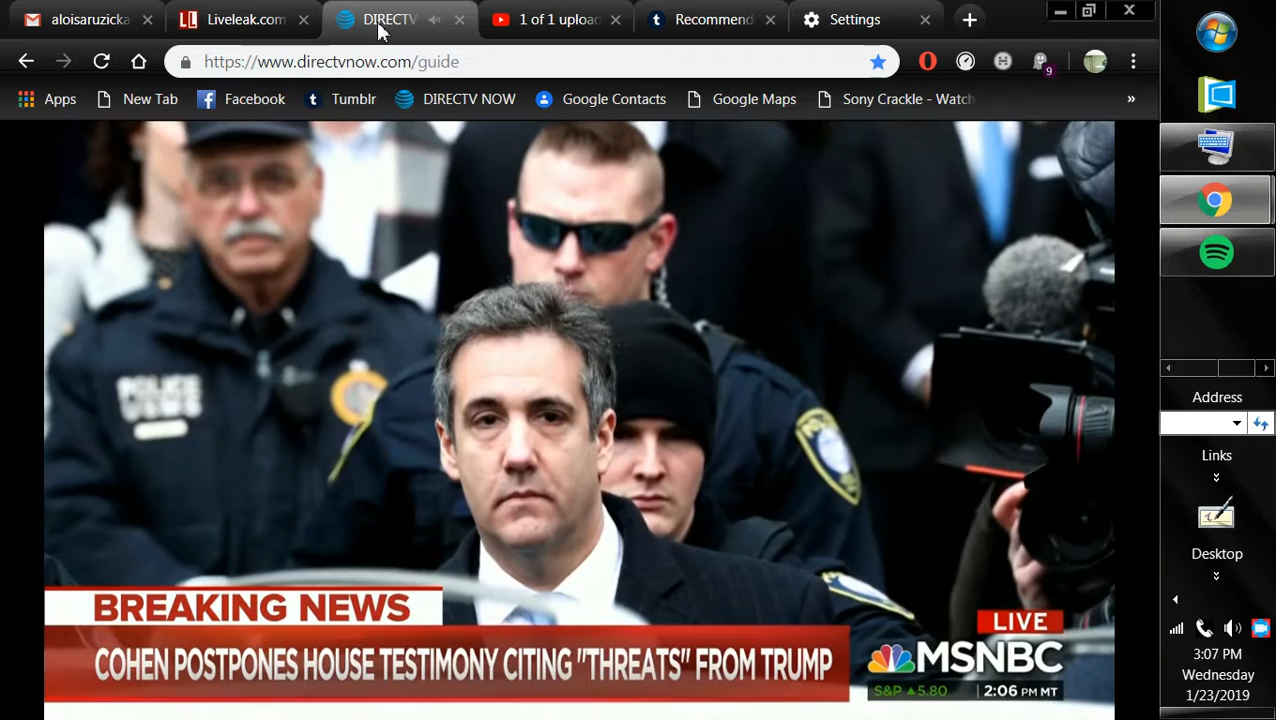 aloisaruzicka
LL Liveleak.com
DIRECTV
1 of 1 uploa
t Recommend
Settings
https://www.directvnow.com/guide
9
Apps
New Tab
f Facebook
t Tumblr
DIRECTV NOW
Google Contacts
Google Maps
Sony Crackle - Watch
»
POLICE
USMS
BREAKING NEWS
COHEN POSTPONES HOUSE TESTIMONY CITING "THREATS" FROM TRUMP
LIVE
MSNBC
S&P ▲5.80 2:06 PM MT
Address
Links
Desktop
3:07 PM
Wednesday
1/23/2019